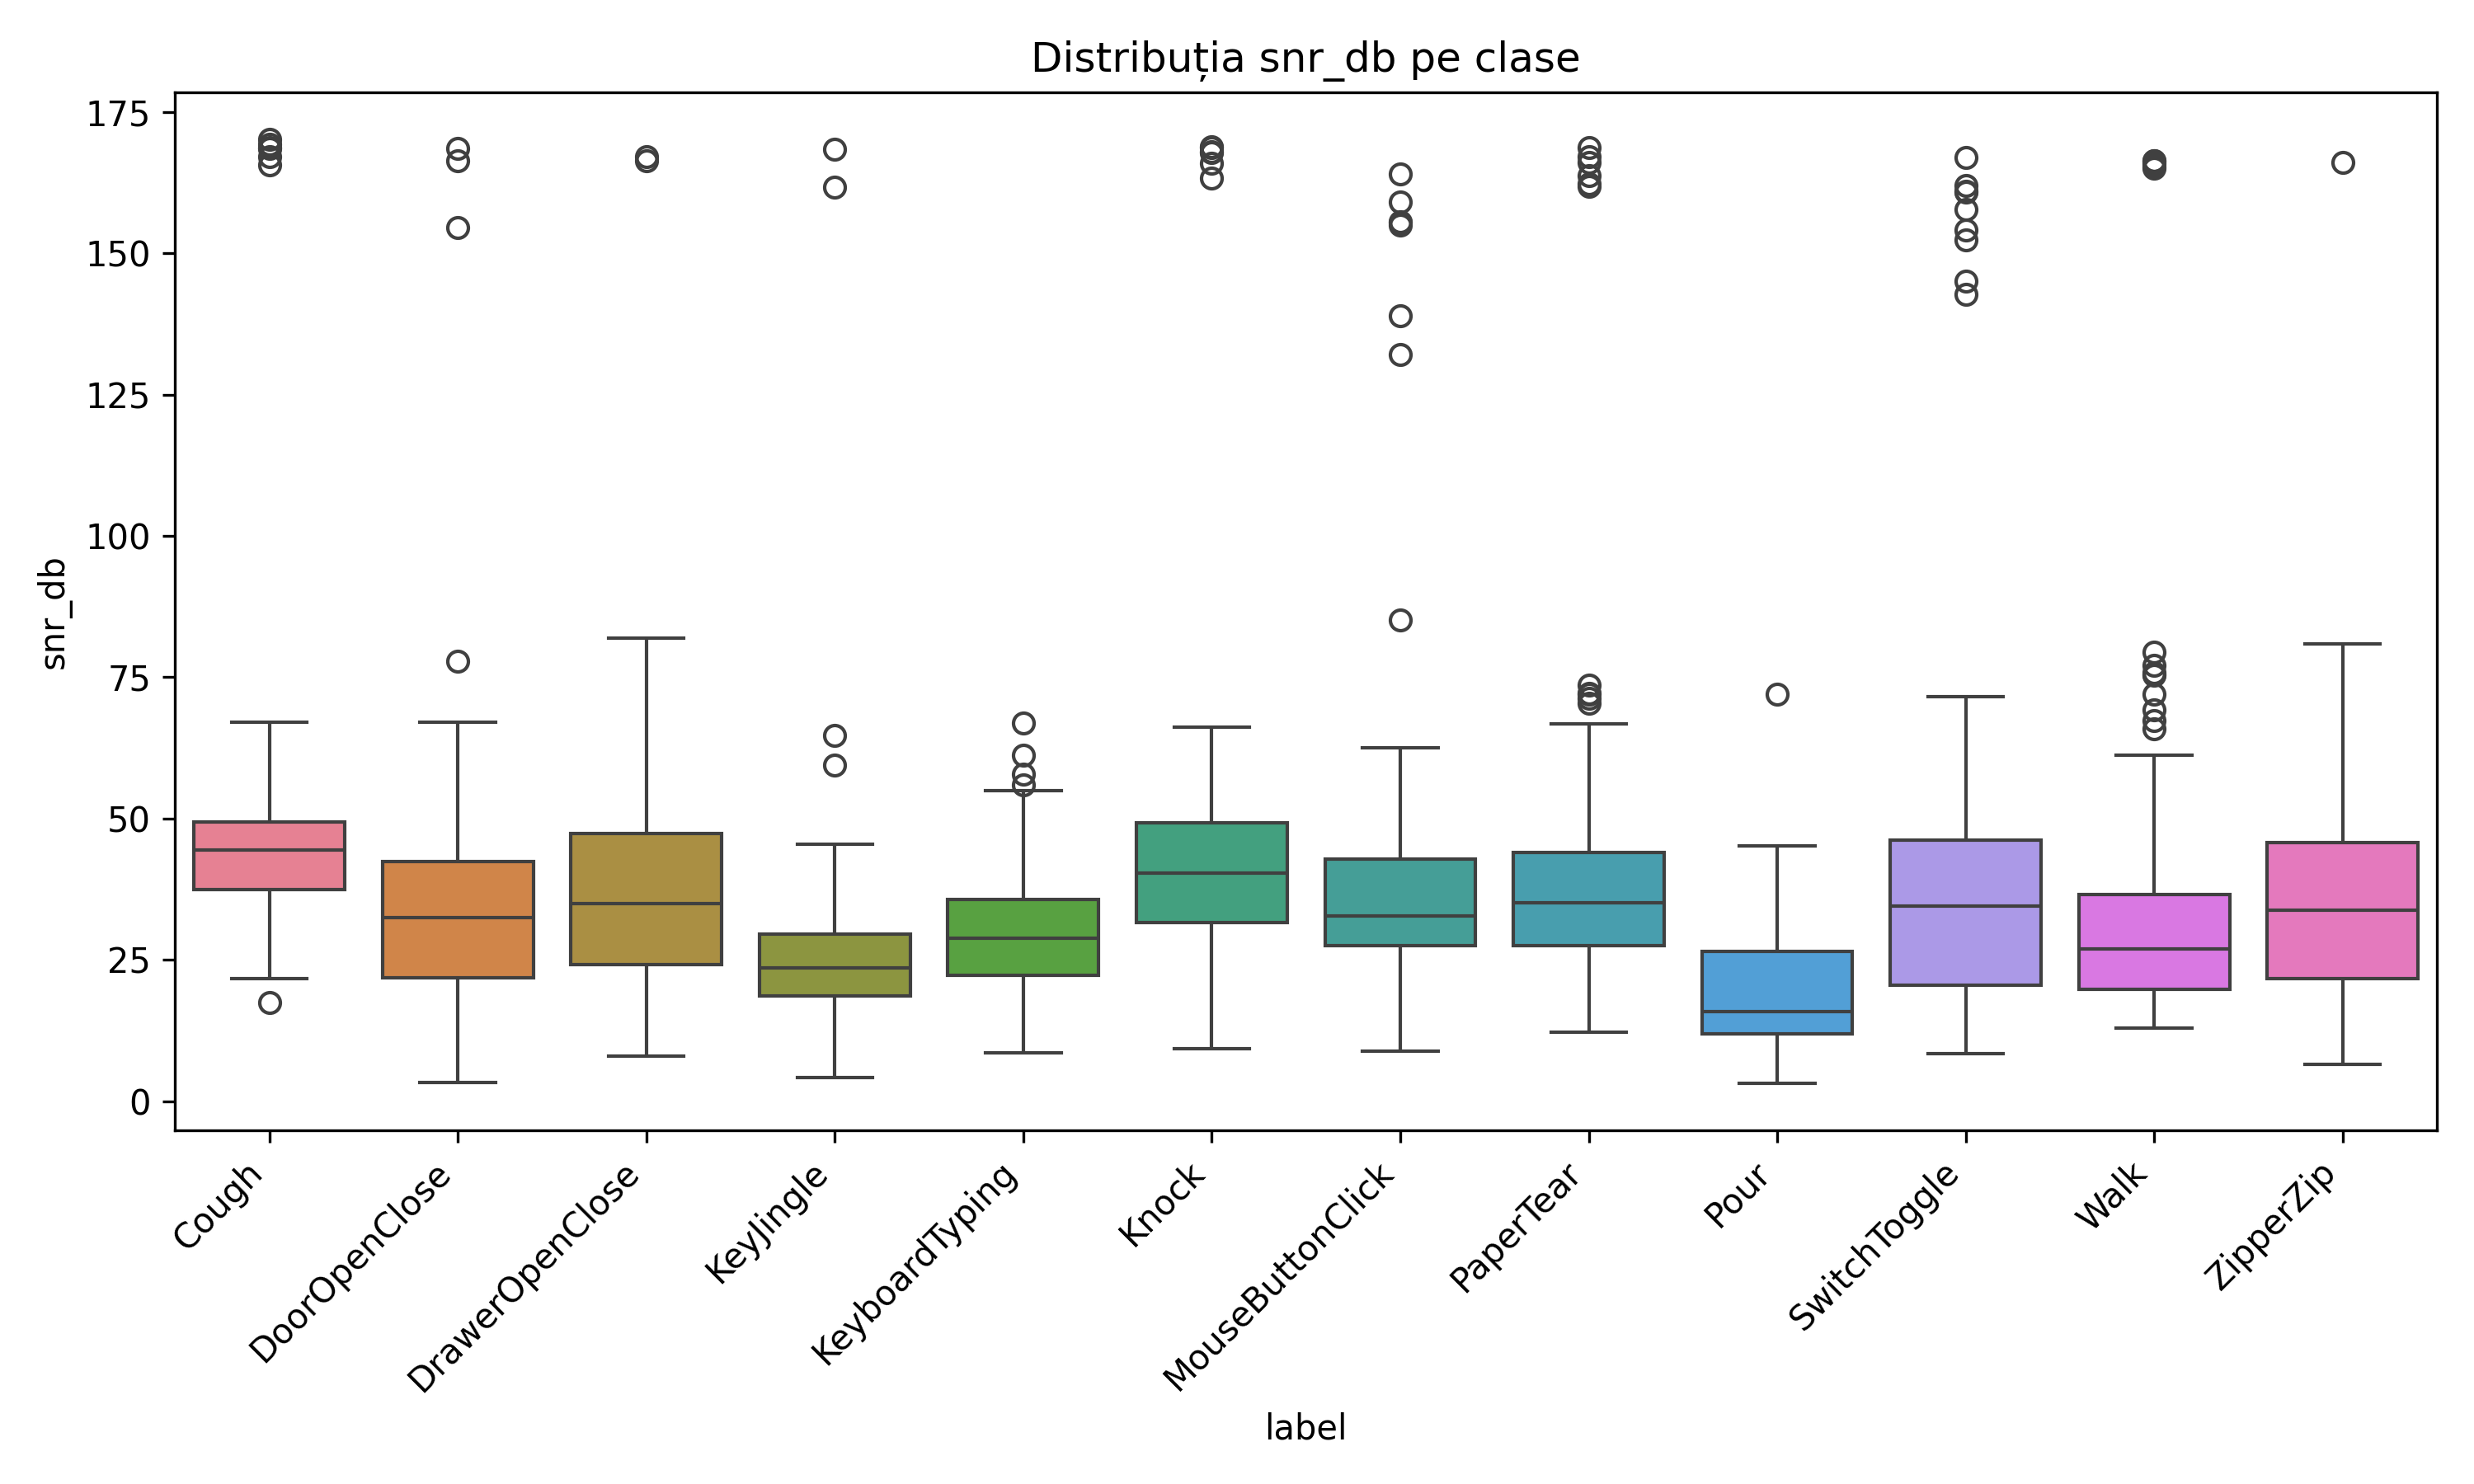 Distribuția snr_db pe clase
175
150
125
100
75
50
25
0
snr_db
Cough
DoorOpenClose
DrawerOpenClose
KeyJingle
KeyboardTyping
Knock
MouseButtonClick
PaperTear
Pour
SwitchToggle
Walk
ZipperZip
label